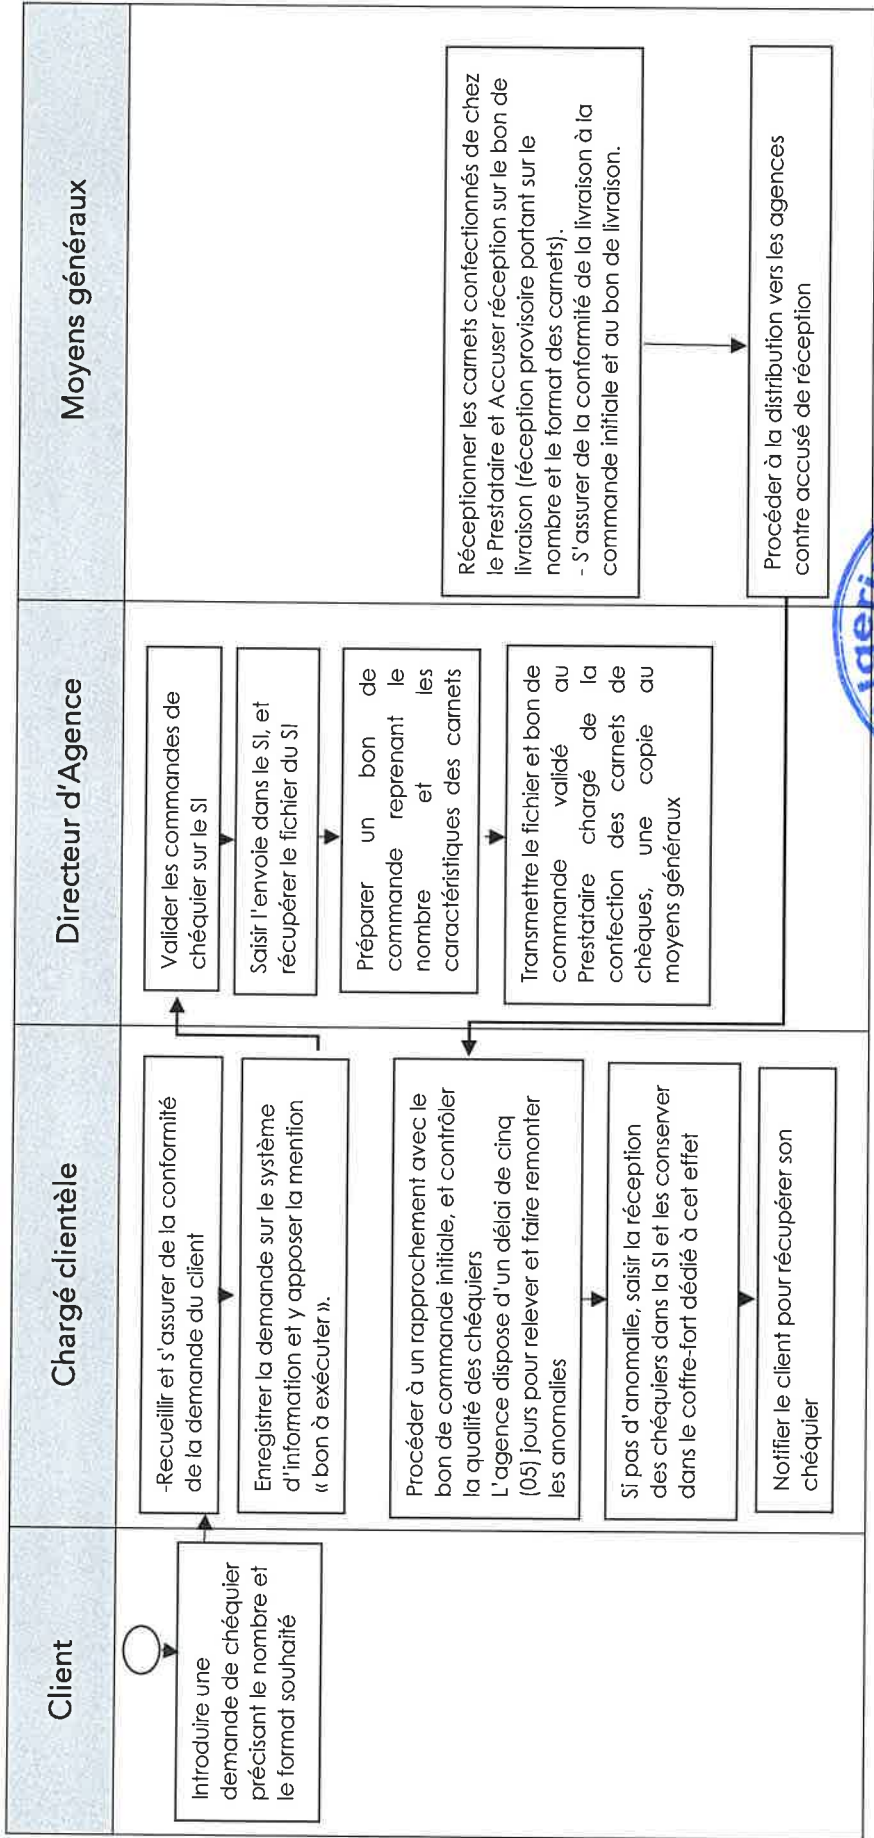 Client
Chargé clientèle
Directeur d'Agence
Moyens généraux
Introduire une
demande de chéquier
précisant le nombre et
le format souhaité
-Recueillir et s'assurer de la conformité
de la demande du client
Enregistrer la demande sur le système
d'information et y apposer la mention
« bon à exécuter ».
Valider les commandes de
chéquier sur le SI
Saisir l'envoie dans le SI, et
récupérer le fichier du SI
Préparer un bon de
commande reprenant le
nombre et les
caractéristiques des carnets
Transmettre le fichier et bon de
commande validé au
Prestataire chargé de la
confection des carnets de
chèques, une copie au
moyens généraux
Réceptionner les carnets confectionnés de chez
le Prestataire et Accuser réception sur le bon de
livraison (réception provisoire portant sur le
nombre et le format des carnets).
- S'assurer de la conformité de la livraison à la
commande initiale et au bon de livraison.
Procéder à la distribution vers les agences
contre accusé de réception
Procéder à un rapprochement avec le
bon de commande initiale, et contrôler
la qualité des chéquiers
L'agence dispose d'un délai de cinq
(05) jours pour relever et faire remonter
les anomalies
Si pas d'anomalie, saisir la réception
des chéquiers dans la SI et les conserver
dans le coffre-fort dédié à cet effet
Notifier le client pour récupérer son
chéquier